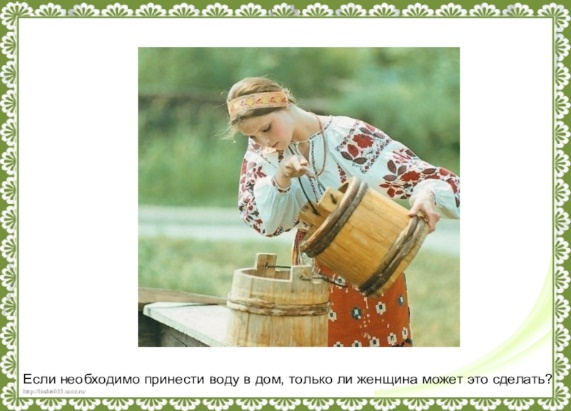 Если необходимо принести воду в дом, только ли женщина может это сделать?